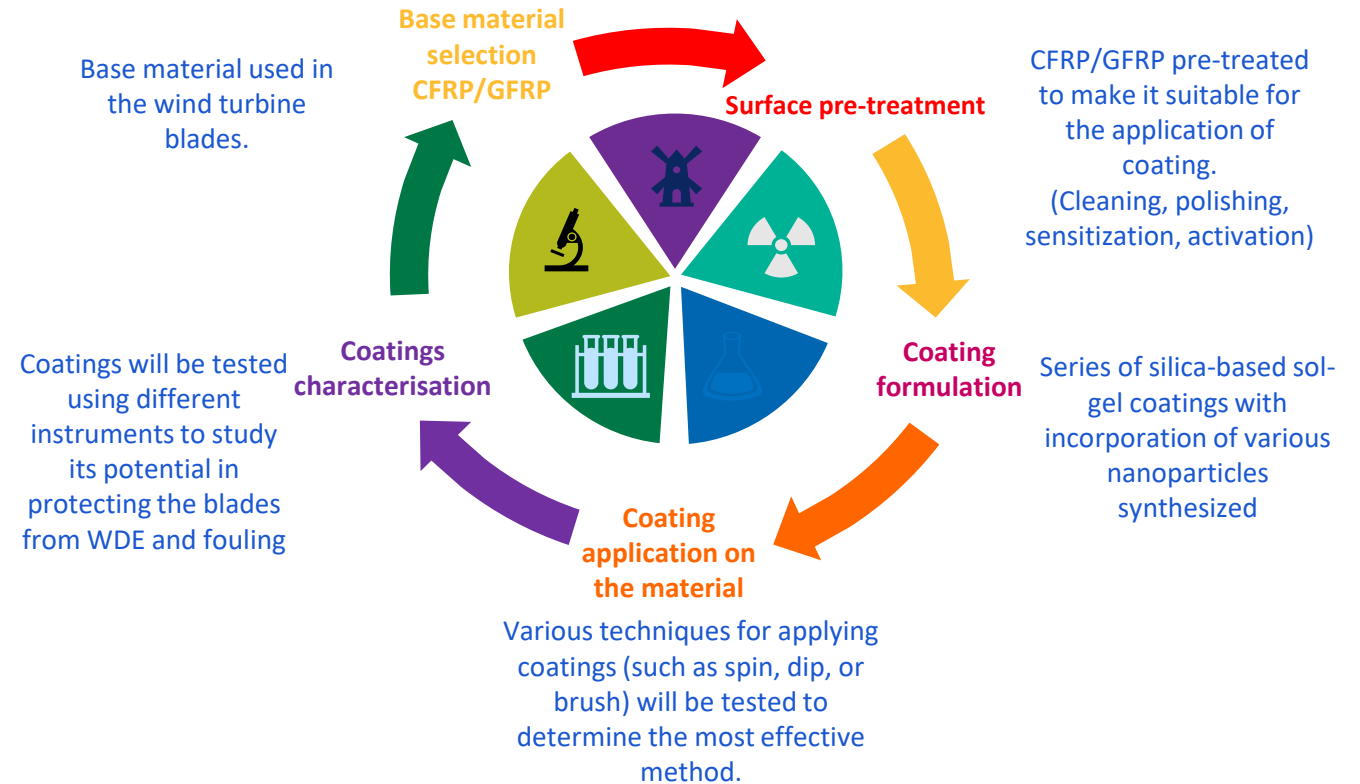 Base material
selection
CFRP/GFRP
Base material used in
the wind turbine
blades.
Surface pre-treatment
CFRP/GFRP pre-treated
to make it suitable for
the application of
coating.
(Cleaning, polishing,
sensitization, activation)
Coating
formulation
Series of silica-based sol-
gel coatings with
incorporation of various
nanoparticles
synthesized
Coating
application on
the material
Various techniques for applying
coatings (such as spin, dip, or
brush) will be tested to
determine the most effective
method.
Coatings
characterisation
Coatings will be tested
using different
instruments to study
its potential in
protecting the blades
from WDE and fouling